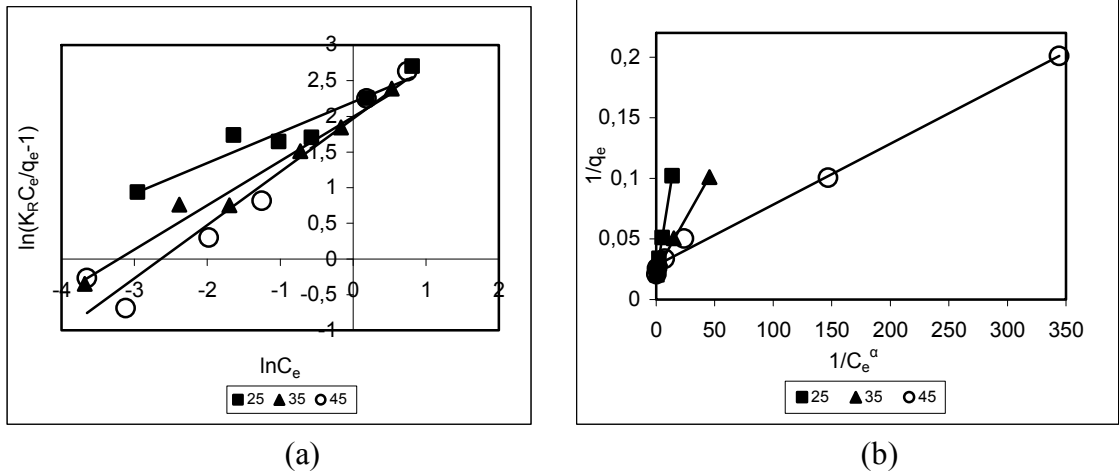 3
2,5
2
1,5
1
0,5
0
-0,5
-1
-4 -3 -2 -1 0 1 2
ln(K_R C_e/q_e-1)
lnC_e
25 35 45
(a)
0,2
0,15
0,1
0,05
0
0 50 100 150 200 250 300 350
1/q_e
1/C_e^α
25 35 45
(b)